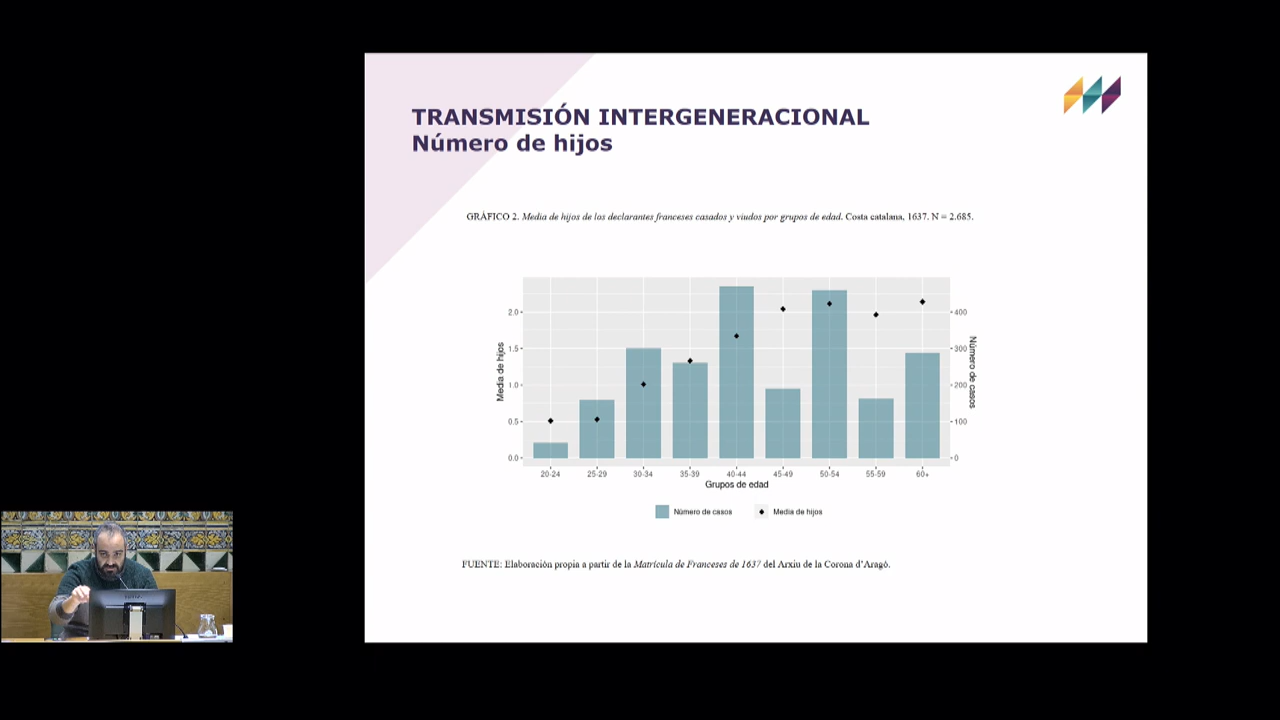 TRANSMISIÓN INTERGENERACIONAL
Número de hijos
GRÁFICO 2. Media de hijos de los declarantes franceses casados y viudos por grupos de edad. Costa catalana, 1637. N = 2.685.
Media de hijos
2.0
1.5
1.0
0.5
0.0
400
300
200
100
0
Número de casos
20-24 25-29 30-34 35-39 40-44 45-49 50-54 55-59 60+
Grupos de edad
Número de casos Media de hijos
FUENTE: Elaboración propia a partir de la Matrícula de Franceses de 1637 del Arxiu de la Corona d'Aragó.